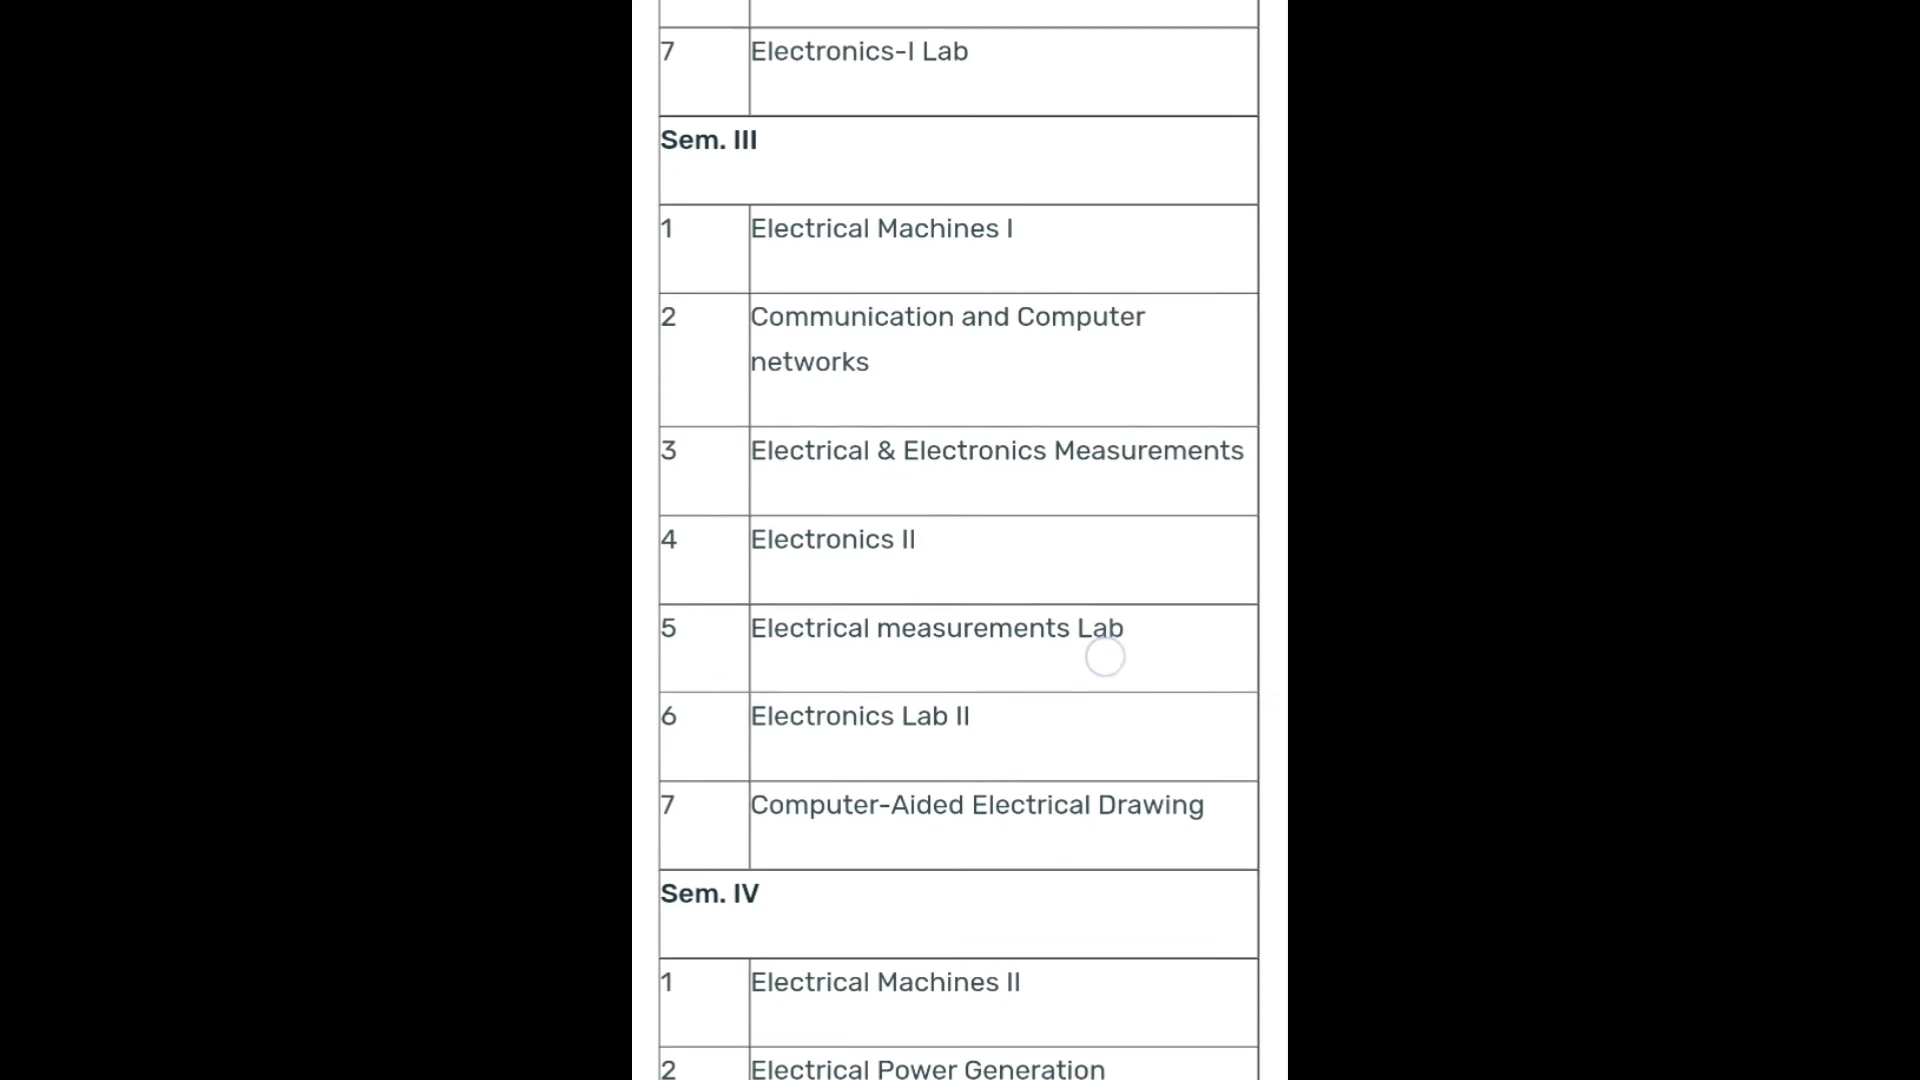 7 Electronics-I Lab
Sem. III
1 Electrical Machines I
2 Communication and Computer
networks
3 Electrical & Electronics Measurements
4 Electronics II
5 Electrical measurements Lab
6 Electronics Lab II
7 Computer-Aided Electrical Drawing
Sem. IV
1 Electrical Machines II
2 Electrical Power Generation